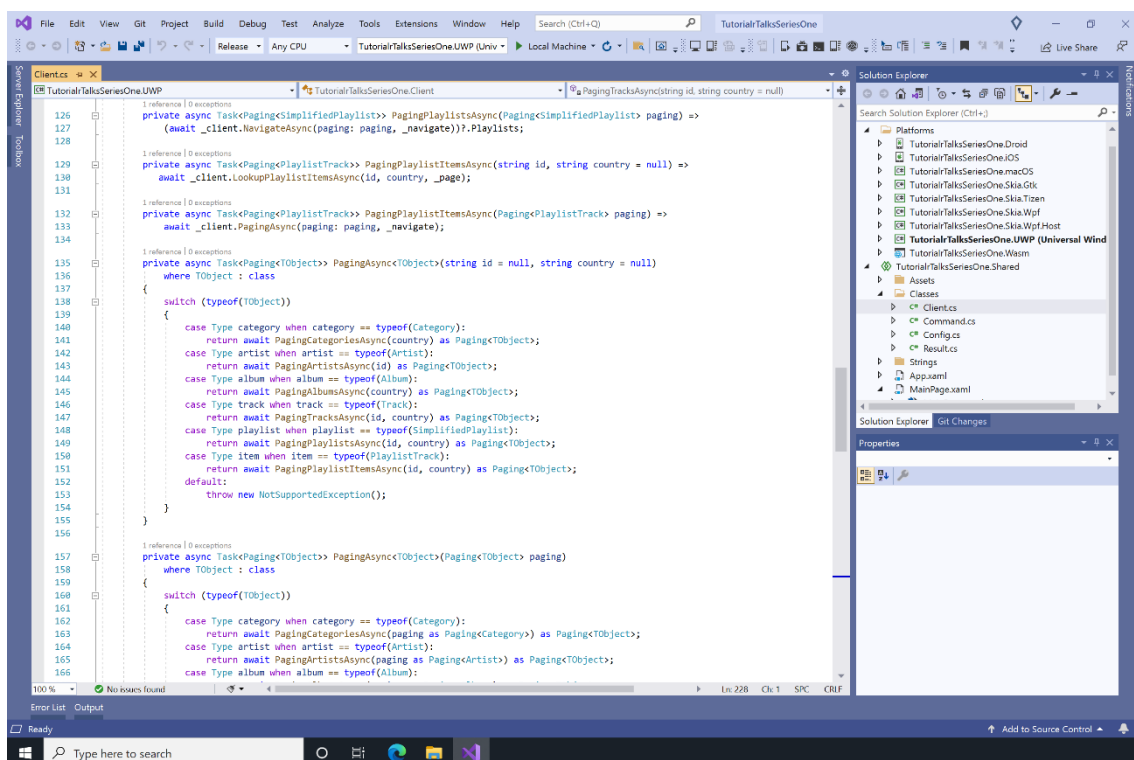 File Edit View Git Project Build Debug Test Analyze Tools Extensions Window Help Search (Ctrl+Q) TutorialrTalksSeriesOne
Release Any CPU TutorialrTalksSeriesOne.UWP (Univ Local Machine Live Share
Server Explorer
Toolbox
Notifications
Client.cs
TutorialrTalksSeriesOne.UWP TutorialrTalksSeriesOne.Client PagingTracksAsync(string id, string country = null)
1 reference | 0 exceptions
126 private async Task<Paging<SimplifiedPlaylist>> PagingPlaylistsAsync(Paging<SimplifiedPlaylist> paging) =>
127 (await _client.NavigateAsync(paging: paging, _navigate))?.Playlists;
128
1 reference | 0 exceptions
129 private async Task<Paging<PlaylistTrack>> PagingPlaylistItemsAsync(string id, string country = null) =>
130 await _client.LookupPlaylistItemsAsync(id, country, _page);
131
1 reference | 0 exceptions
132 private async Task<Paging<PlaylistTrack>> PagingPlaylistItemsAsync(Paging<PlaylistTrack> paging) =>
133 await _client.PagingAsync(paging: paging, _navigate);
134
1 reference | 0 exceptions
135 private async Task<Paging<TObject>> PagingAsync<TObject>(string id = null, string country = null)
136 where TObject : class
137 {
138 switch (typeof(TObject))
139 {
140 case Type category when category == typeof(Category):
141 return await PagingCategoriesAsync(country) as Paging<TObject>;
142 case Type artist when artist == typeof(Artist):
143 return await PagingArtistsAsync(id) as Paging<TObject>;
144 case Type album when album == typeof(Album):
145 return await PagingAlbumsAsync(country) as Paging<TObject>;
146 case Type track when track == typeof(Track):
147 return await PagingTracksAsync(id, country) as Paging<TObject>;
148 case Type playlist when playlist == typeof(SimplifiedPlaylist):
149 return await PagingPlaylistsAsync(id, country) as Paging<TObject>;
150 case Type item when item == typeof(PlaylistTrack):
151 return await PagingPlaylistItemsAsync(id, country) as Paging<TObject>;
152 default:
153 throw new NotSupportedException();
154 }
155 }
156
1 reference | 0 exceptions
157 private async Task<Paging<TObject>> PagingAsync<TObject>(Paging<TObject> paging)
158 where TObject : class
159 {
160 switch (typeof(TObject))
161 {
162 case Type category when category == typeof(Category):
163 return await PagingCategoriesAsync(paging as Paging<Category>) as Paging<TObject>;
164 case Type artist when artist == typeof(Artist):
165 return await PagingArtistsAsync(paging as Paging<Artist>) as Paging<TObject>;
166 case Type album when album == typeof(Album):
100 % No issues found Ln: 228 Ch: 1 SPC CRLF
Solution Explorer
Search Solution Explorer (Ctrl+;)
Platforms
TutorialrTalksSeriesOne.Droid
TutorialrTalksSeriesOne.iOS
TutorialrTalksSeriesOne.macOS
TutorialrTalksSeriesOne.Skia.Gtk
TutorialrTalksSeriesOne.Skia.Tizen
TutorialrTalksSeriesOne.Skia.Wpf
TutorialrTalksSeriesOne.Skia.Wpf.Host
TutorialrTalksSeriesOne.UWP (Universal Wind
TutorialrTalksSeriesOne.Wasm
TutorialrTalksSeriesOne.Shared
Assets
Classes
C# Client.cs
C# Command.cs
C# Config.cs
C# Result.cs
Strings
App.xaml
MainPage.xaml
Solution Explorer Git Changes
Properties
Error List Output
Ready Add to Source Control
Type here to search